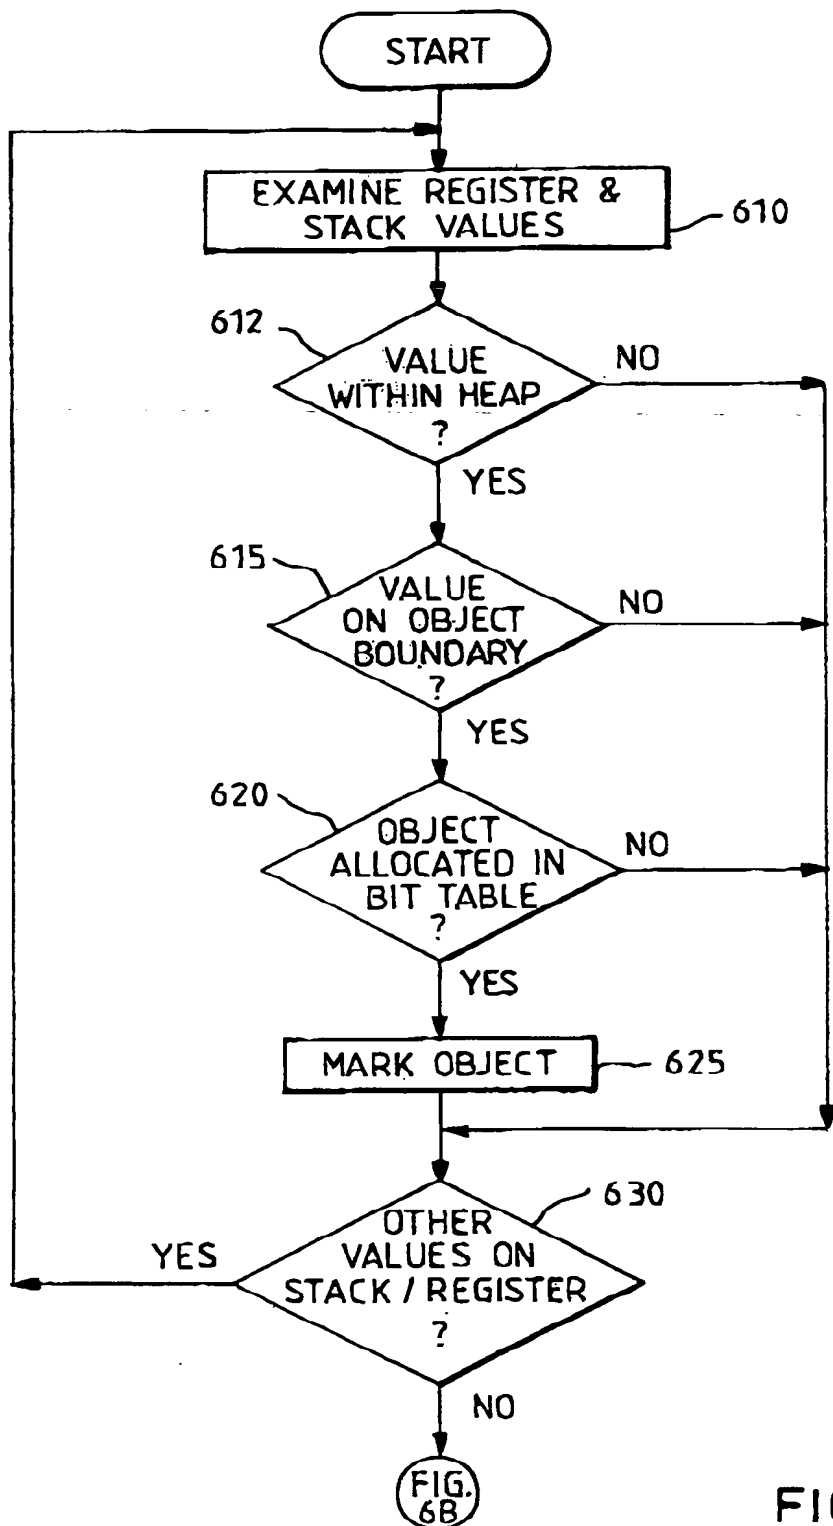 START
EXAMINE REGISTER &
STACK VALUES
610
612
VALUE
WITHIN HEAP
?
NO
YES
615
VALUE
ON OBJECT
BOUNDARY
?
NO
YES
620
OBJECT
ALLOCATED IN
BIT TABLE
?
NO
YES
MARK OBJECT
625
630
OTHER
VALUES ON
STACK / REGISTER
?
YES
NO
FIG.
6B